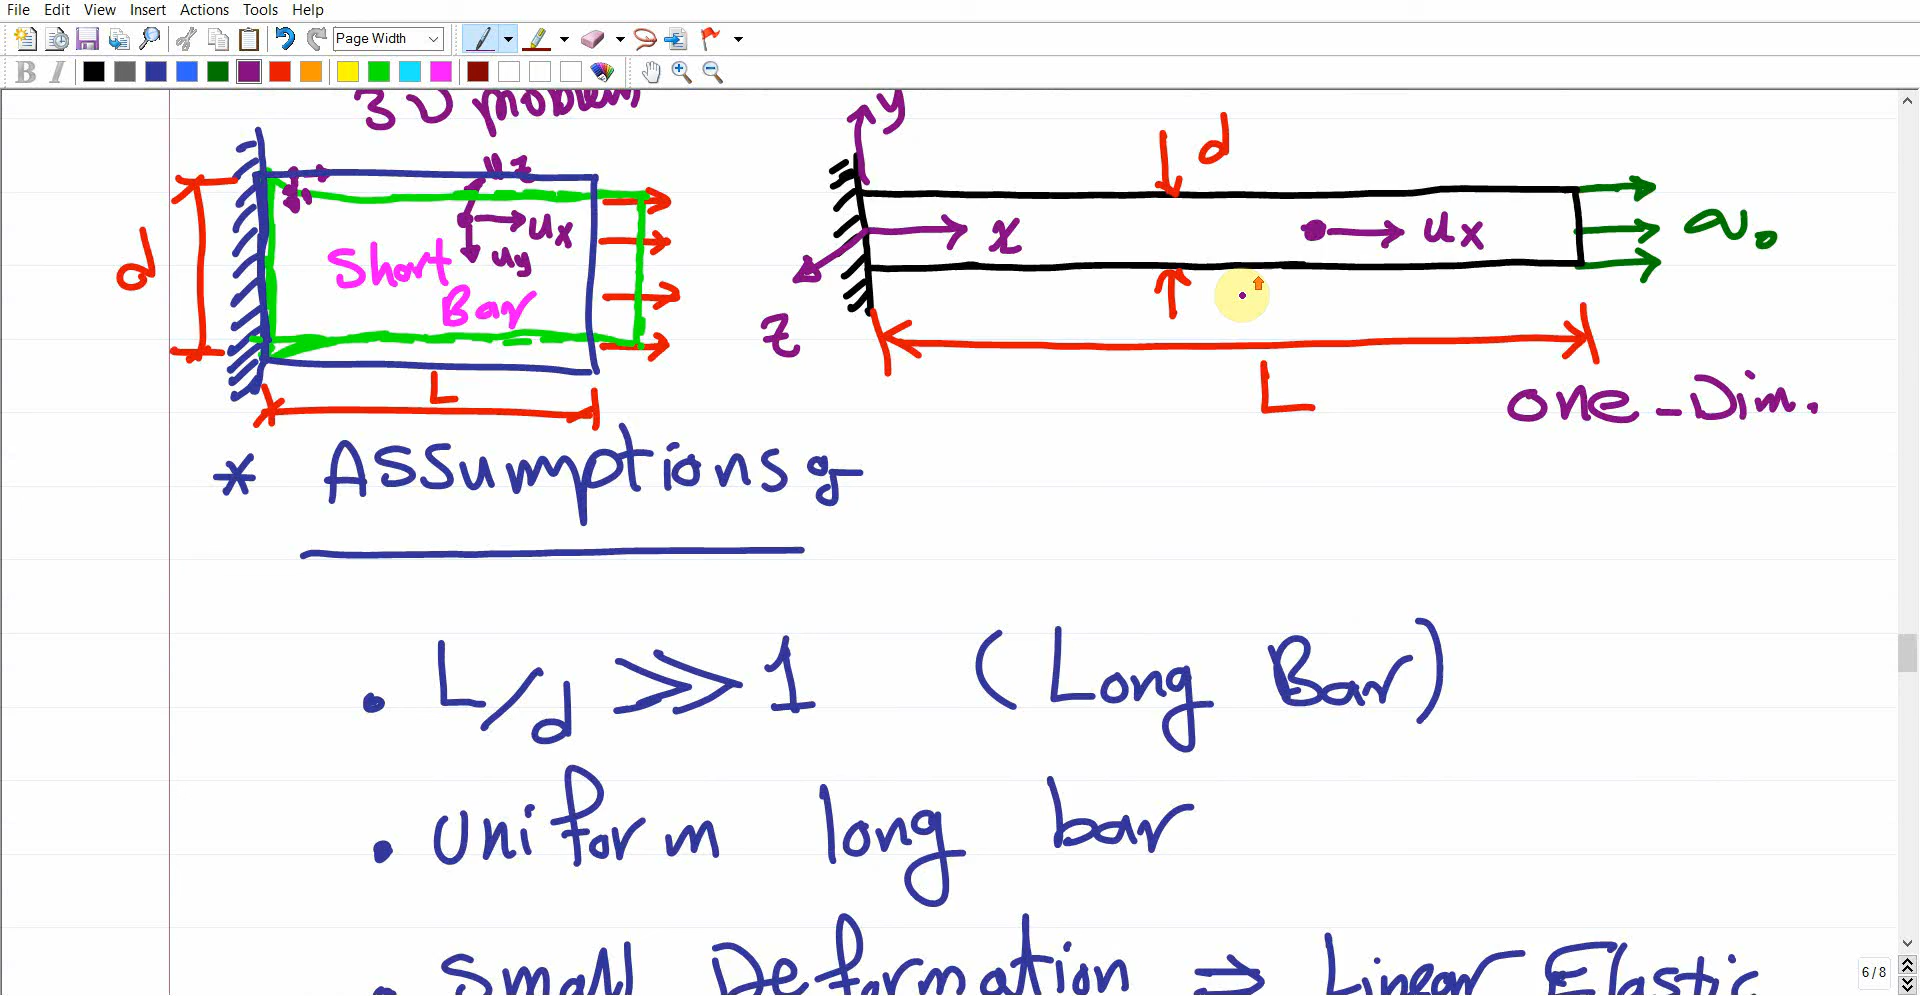 File Edit View Insert Actions Tools Help
Page Width
B I
3D problem
y
d
uz
ux
uy
Short
Bar
d
L
x
ux
z
d
L
one-Dim.
* Assumptions:
• L/d ≫ 1 (Long Bar)
• Uniform long bar
• Small Deformation ⇒ Linear Elastic
6 / 8